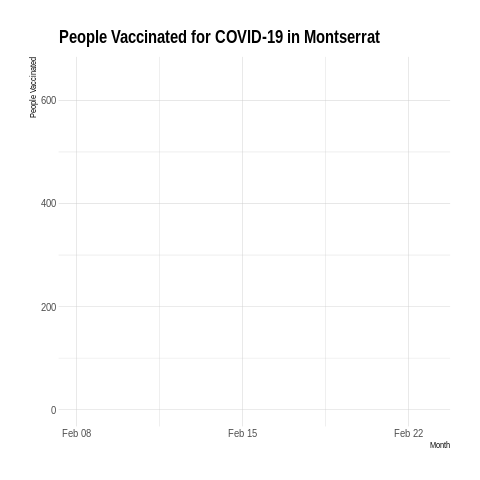 People Vaccinated for COVID-19 in Montserrat
People Vaccinated
600
400
200
0
Feb 08 Feb 15 Feb 22
Month